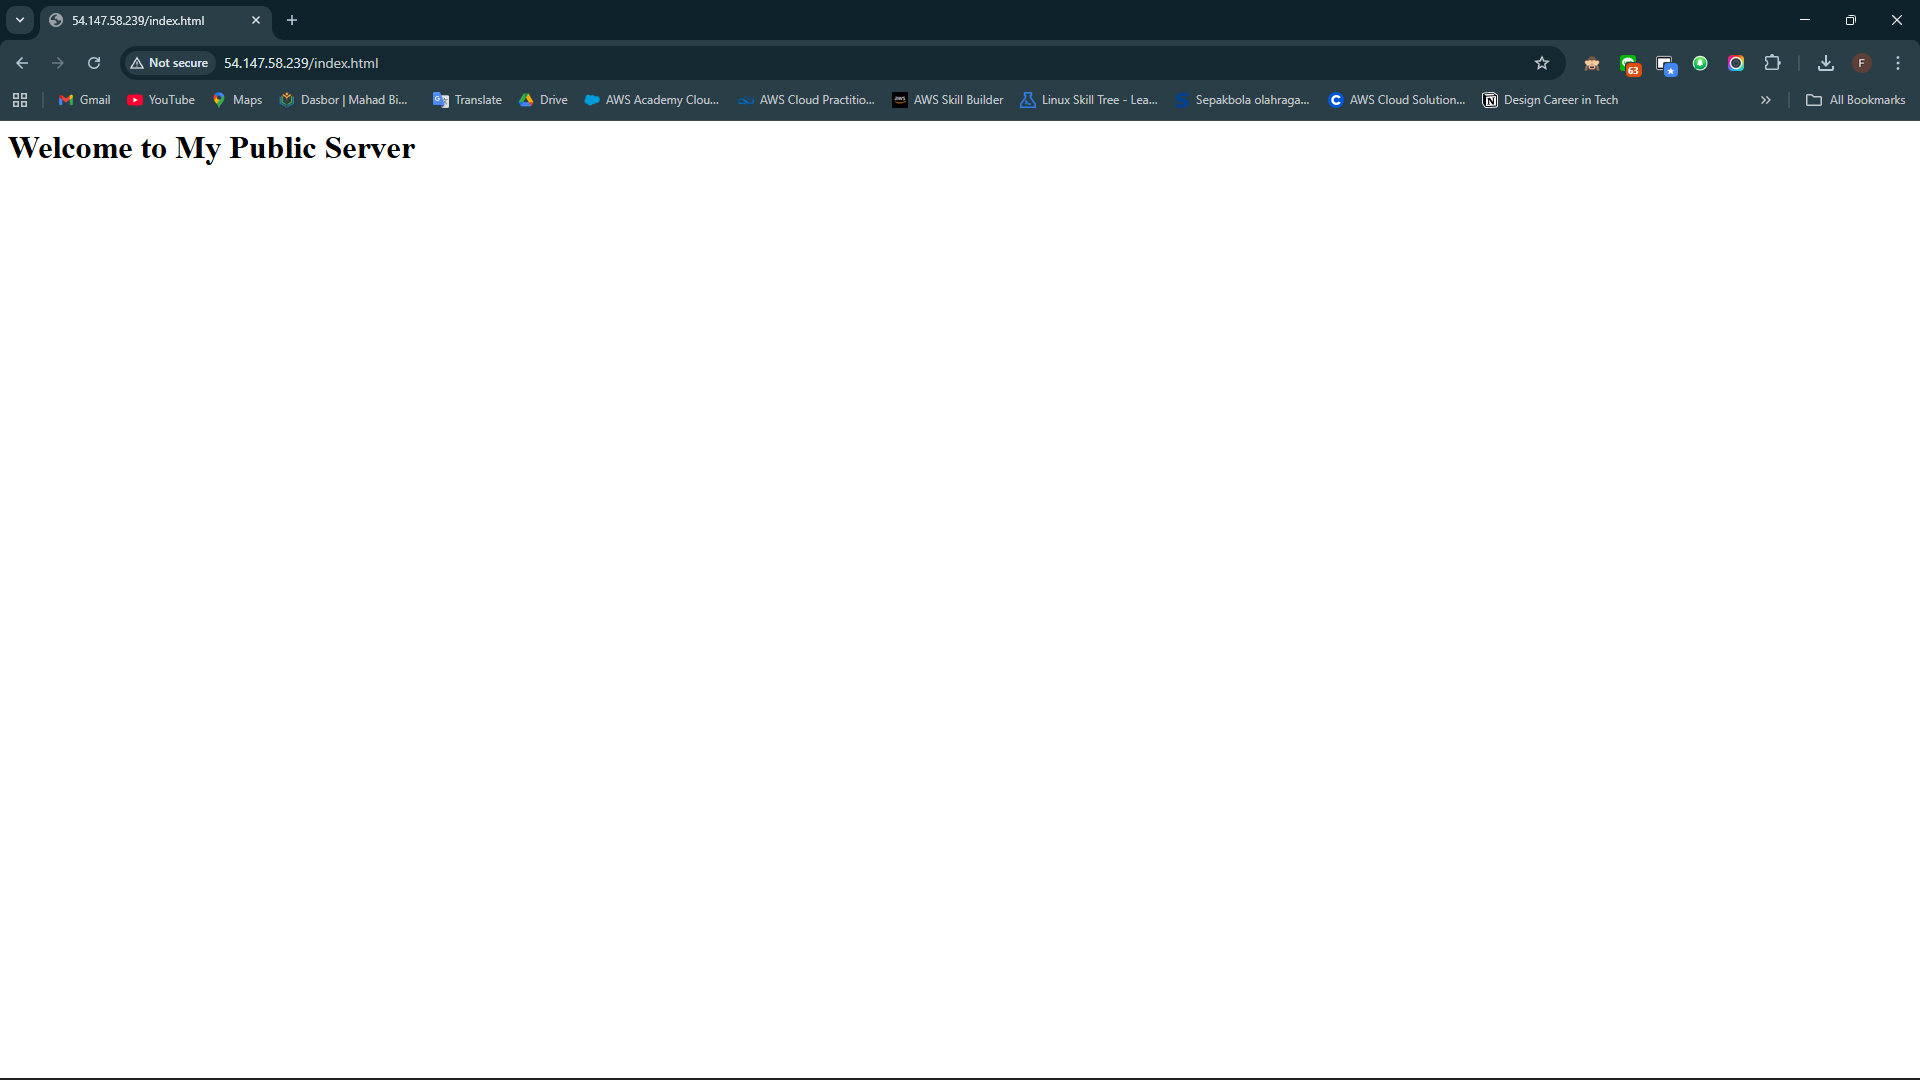 54.147.58.239/index.html
Not secure 54.147.58.239/index.html 63 F
Gmail YouTube Maps Dasbor | Mahad Bi... Translate Drive AWS Academy Clou... AWS Cloud Practitio... aws AWS Skill Builder Linux Skill Tree - Lea... Sepakbola olahraga... AWS Cloud Solution... Design Career in Tech All Bookmarks
Welcome to My Public Server